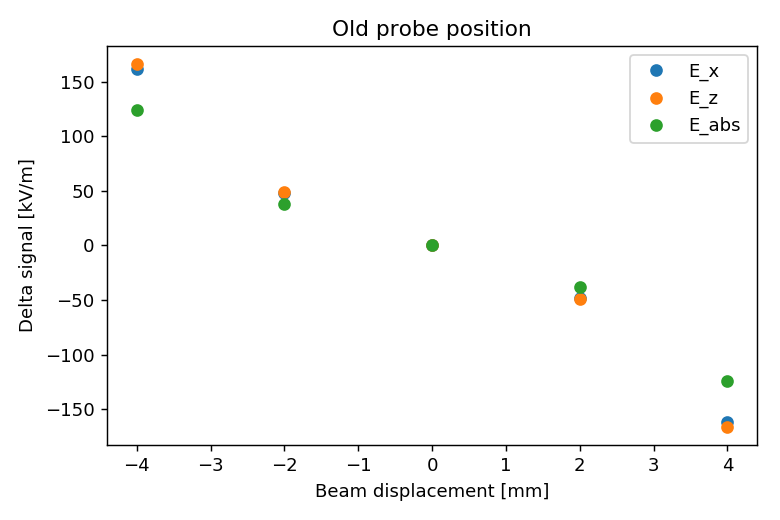 Old probe position
E_x
E_z
E_abs
Delta signal [kV/m]
150
100
50
0
−50
−100
−150
−4
−3
−2
−1
0
1
2
3
4
Beam displacement [mm]